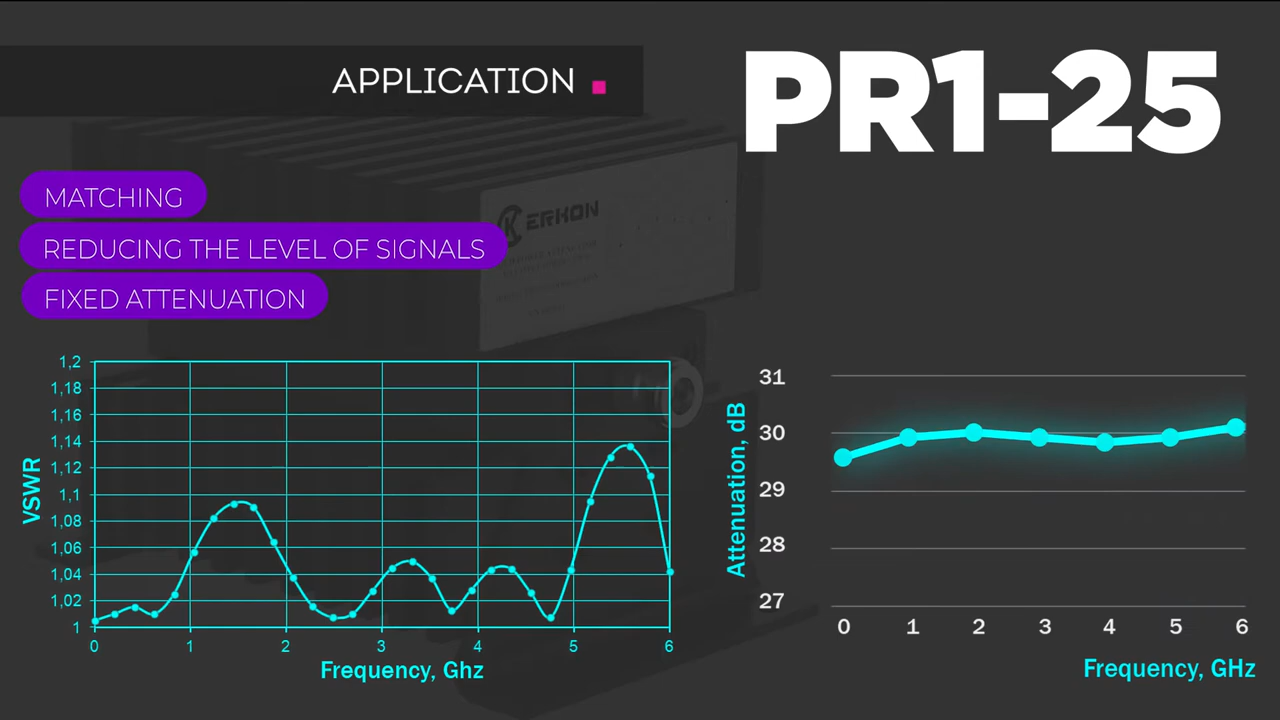 APPLICATION
PR1-25
MATCHING
REDUCING THE LEVEL OF SIGNALS
FIXED ATTENUATION
KERKON
VSWR
1,2
1,18
1,16
1,14
1,12
1,1
1,08
1,06
1,04
1,02
1
0 1 2 3 4 5 6
Frequency, Ghz
Attenuation, dB
31
30
29
28
27
0 1 2 3 4 5 6
Frequency, GHz